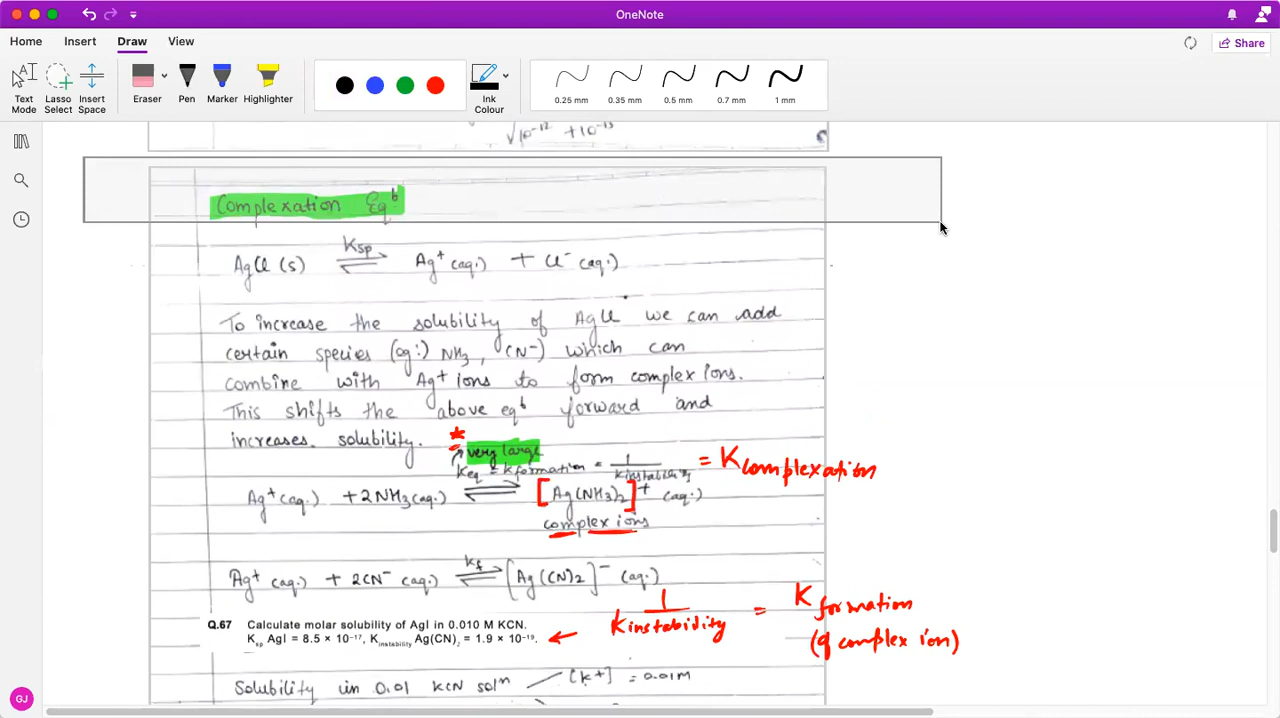 OneNote
Home Insert Draw View
Share
Text Mode
Lasso Select
Insert Space
Eraser
Pen
Marker
Highlighter
Ink Colour
0.25 mm
0.35 mm
0.5 mm
0.7 mm
1 mm
√10⁻¹² + 10⁻¹³
Complexation Eqᵇ
AgCl (s) ⇌ Ksp Ag⁺ (aq.) + Cl⁻ (aq.)
To increase the solubility of AgCl we can add
certain species (eg:) NH3, (CN⁻) which can
combine with Ag⁺ ions to form complex ions.
This shifts the above eqᵇ forward and
increases solubility.
* very large
Keq = Kformation = 1/Kinstability = Kcomplexation
Ag⁺ (aq.) + 2NH3 (aq.) ⇌ [Ag(NH3)2]⁺ (aq.)
complex ions
Ag⁺ (aq.) + 2CN⁻ (aq.) ⇌ Kf [Ag(CN)2]⁻ (aq.)
1/Kinstability = Kformation
(of complex ion)
Q.67 Calculate molar solubility of AgI in 0.010 M KCN.
Ksp AgI = 8.5 × 10⁻¹⁷, Kinstability Ag(CN)2 = 1.9 × 10⁻¹⁹.
Solubility in 0.01 KCN solⁿ [K+] = 0.01M
GJ